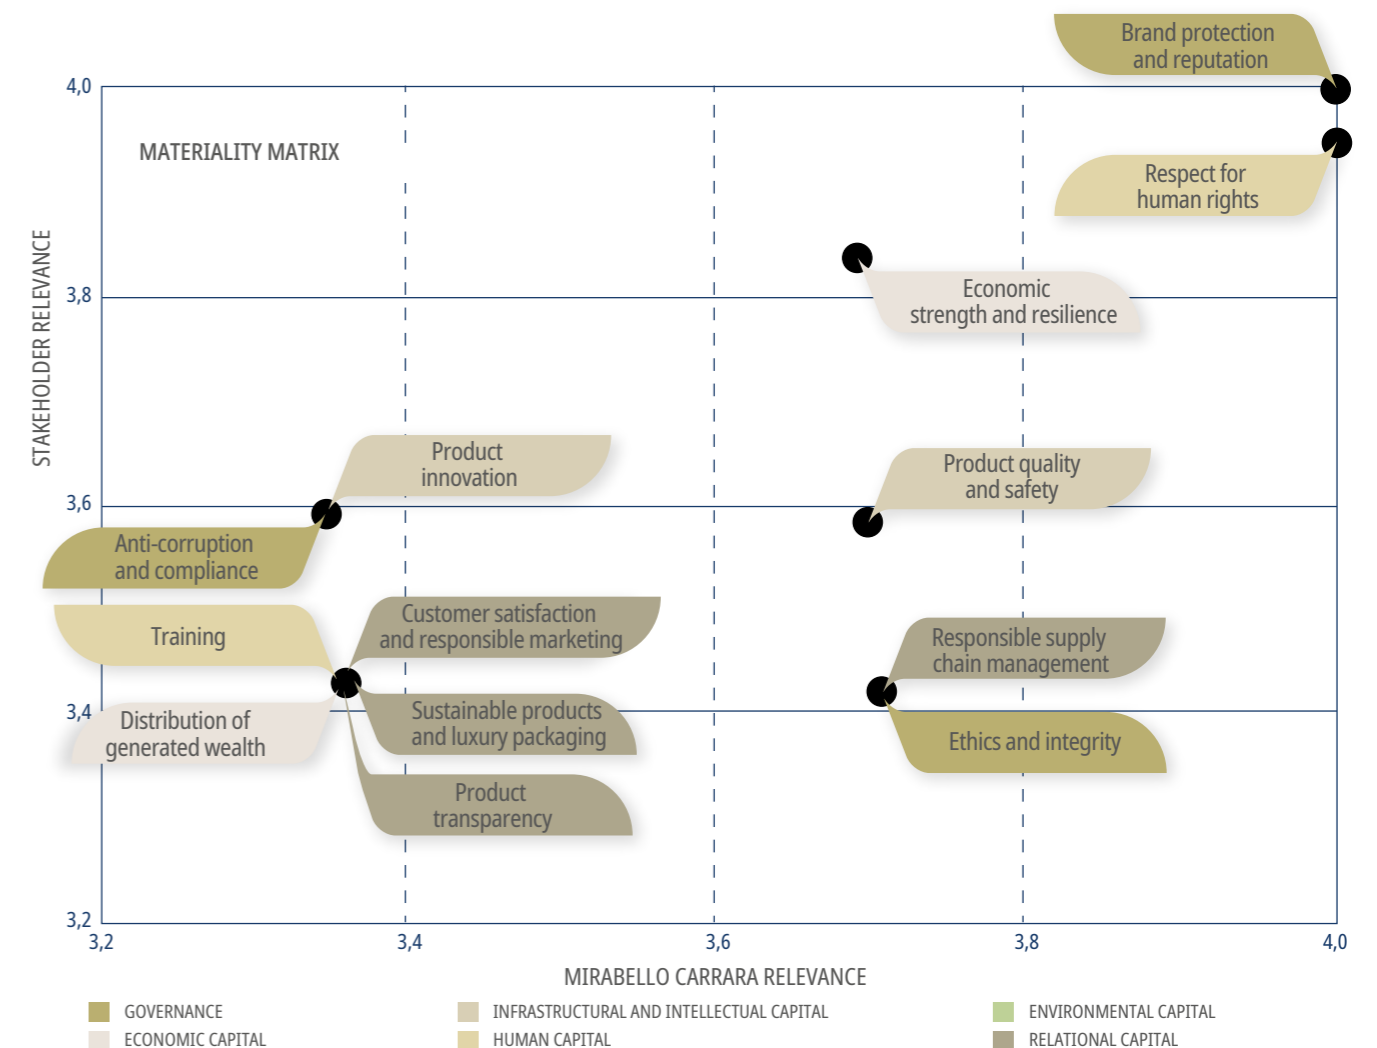 Brand protection
and reputation
4,0
MATERIALITY MATRIX
Respect for
human rights
STAKEHOLDER RELEVANCE
3,8
Economic
strength and resilience
Product
innovation
Product quality
and safety
3,6
Anti-corruption
and compliance
Customer satisfaction
and responsible marketing
Training
Responsible supply
chain management
3,4
Distribution of
generated wealth
Sustainable products
and luxury packaging
Ethics and integrity
Product
transparency
3,2
3,2
3,4
3,6
3,8
4,0
MIRABELLO CARRARA RELEVANCE
GOVERNANCE
INFRASTRUCTURAL AND INTELLECTUAL CAPITAL
ENVIRONMENTAL CAPITAL
ECONOMIC CAPITAL
HUMAN CAPITAL
RELATIONAL CAPITAL